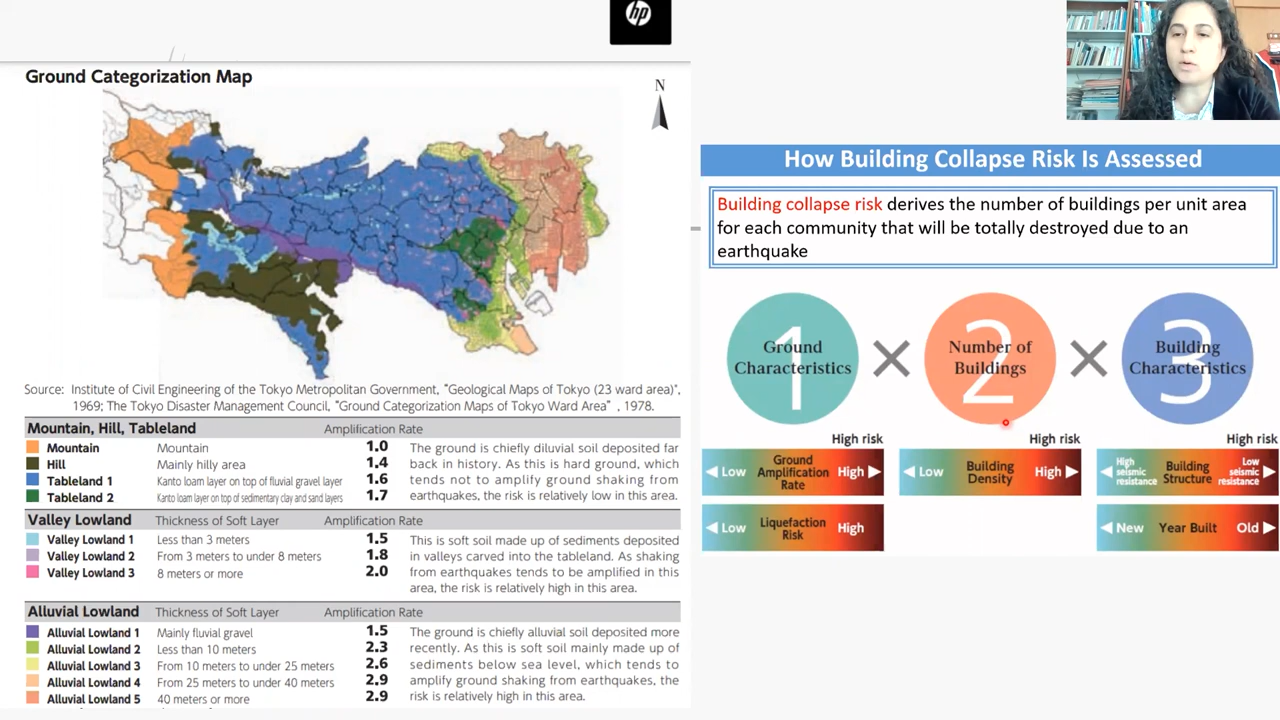 hp
Ground Categorization Map
N
Source: Institute of Civil Engineering of the Tokyo Metropolitan Government, "Geological Maps of Tokyo (23 ward area)",
1969; The Tokyo Disaster Management Council, "Ground Categorization Maps of Tokyo Ward Area" , 1978.
Mountain, Hill, Tableland Amplification Rate
Mountain Mountain 1.0 The ground is chiefly diluvial soil deposited far
Hill Mainly hilly area 1.4 back in history. As this is hard ground, which
Tableland 1 Kanto loam layer on top of fluvial gravel layer 1.6 tends not to amplify ground shaking from
Tableland 2 Kanto loam layer on top of sedimentary clay and sand layers 1.7 earthquakes, the risk is relatively low in this area.
Valley Lowland Thickness of Soft Layer Amplification Rate
Valley Lowland 1 Less than 3 meters 1.5 This is soft soil made up of sediments deposited
Valley Lowland 2 From 3 meters to under 8 meters 1.8 in valleys carved into the tableland. As shaking
Valley Lowland 3 8 meters or more 2.0 from earthquakes tends to be amplified in this
area, the risk is relatively high in this area.
Alluvial Lowland Thickness of Soft Layer Amplification Rate
Alluvial Lowland 1 Mainly fluvial gravel 1.5 The ground is chiefly alluvial soil deposited more
Alluvial Lowland 2 Less than 10 meters 2.3 recently. As this is soft soil mainly made up of
Alluvial Lowland 3 From 10 meters to under 25 meters 2.6 sediments below sea level, which tends to
Alluvial Lowland 4 From 25 meters to under 40 meters 2.9 amplify ground shaking from earthquakes, the
Alluvial Lowland 5 40 meters or more 2.9 risk is relatively high in this area.
How Building Collapse Risk Is Assessed
Building collapse risk derives the number of buildings per unit area
for each community that will be totally destroyed due to an
earthquake
1 Ground Characteristics × 2 Number of Buildings × 3 Building Characteristics
High risk High risk High risk
Low Ground Amplification Rate High
Low Building Density High
High seismic resistance Building Structure Low seismic resistance
Low Liquefaction Risk High
New Year Built Old